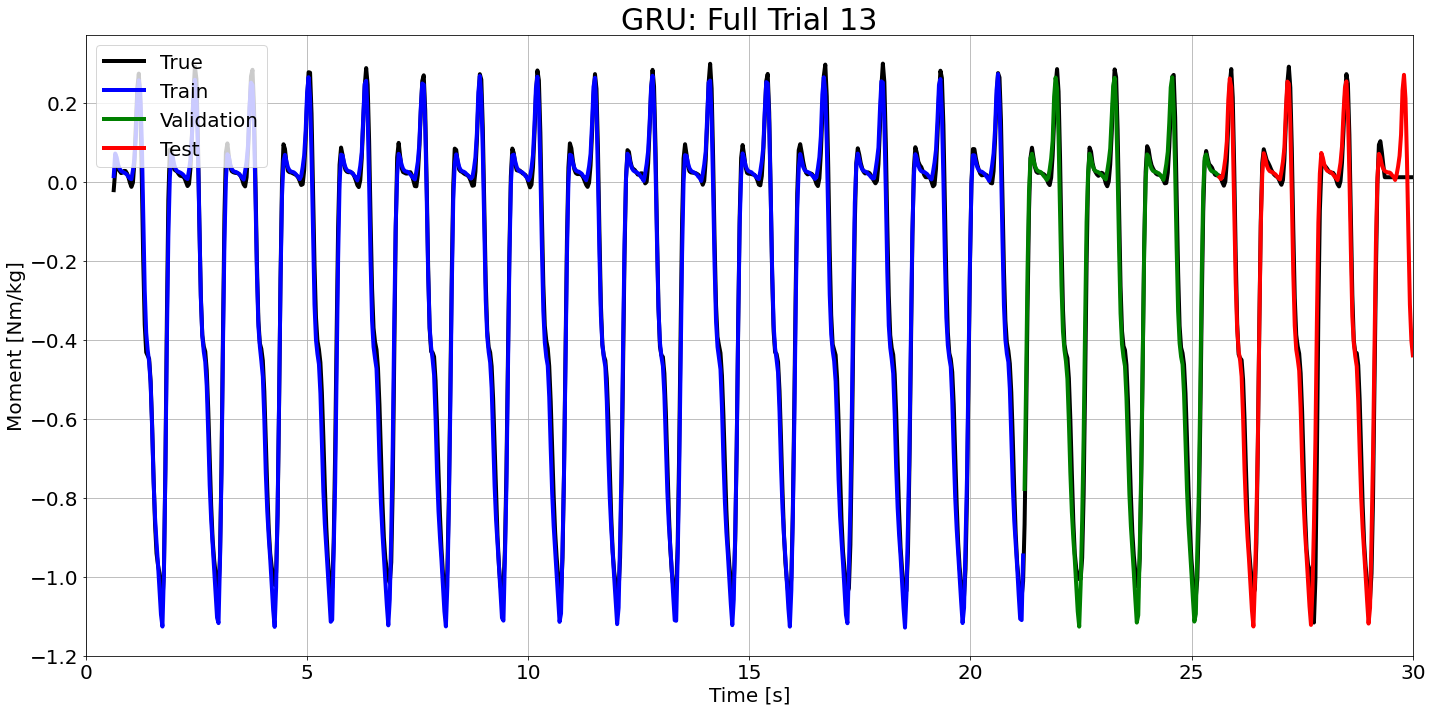 GRU: Full Trial 13
True
Train
Validation
Test
Moment [Nm/kg]
0.2
0.0
−0.2
−0.4
−0.6
−0.8
−1.0
−1.2
0 5 10 15 20 25 30
Time [s]